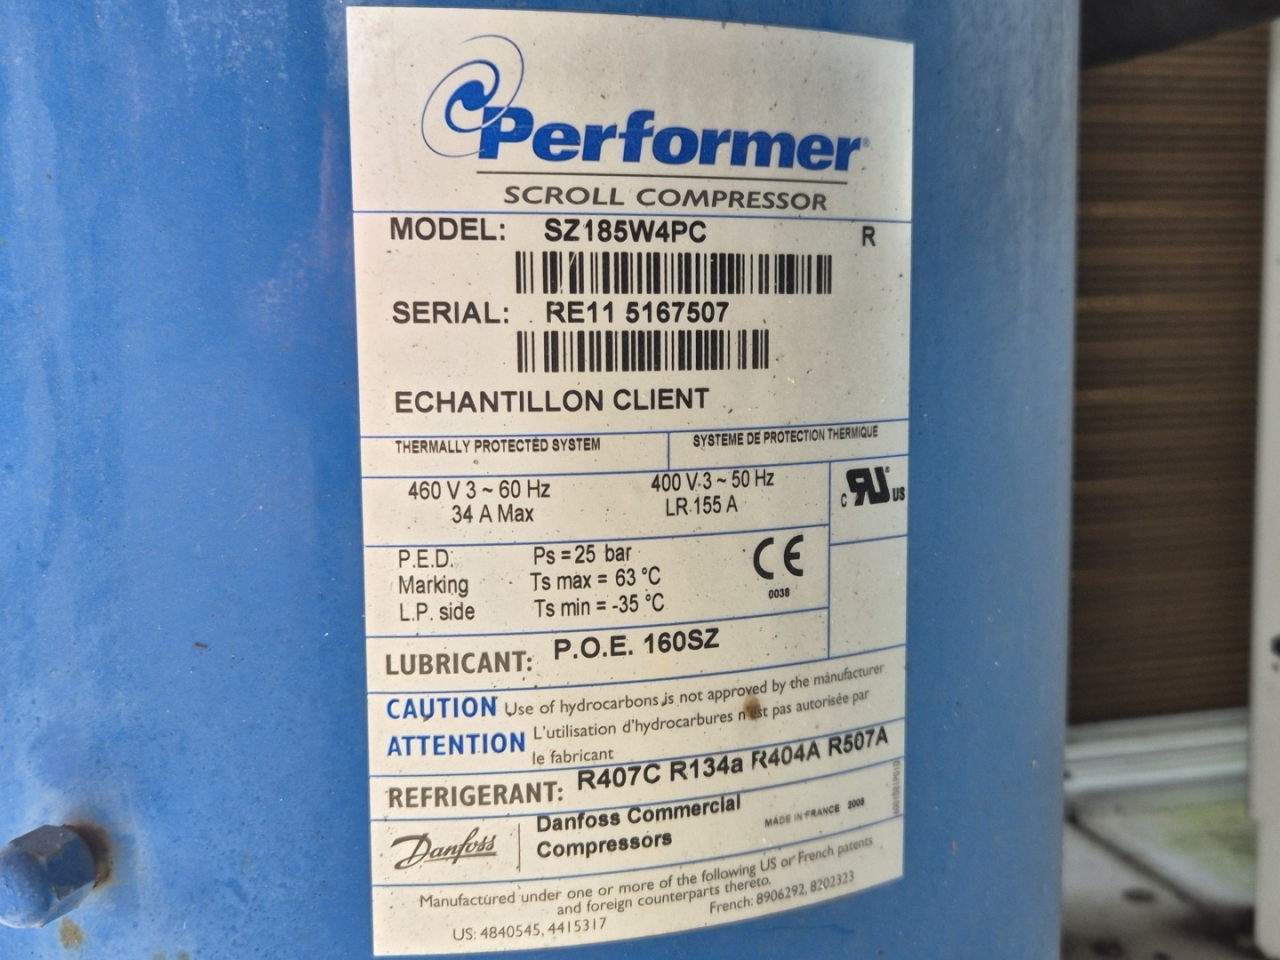 Performer®
SCROLL COMPRESSOR
MODEL: SZ185W4PC R
SERIAL: RE11 5167507
ECHANTILLON CLIENT
THERMALLY PROTECTED SYSTEM SYSTEME DE PROTECTION THERMIQUE
460 V 3 ~ 60 Hz 400 V 3 ~ 50 Hz
34 A Max LR 155 A
c RU US
P.E.D. Ps = 25 bar CE
Marking Ts max = 63 °C
L.P. side Ts min = -35 °C
0038
LUBRICANT: P.O.E. 160SZ
CAUTION Use of hydrocarbons is not approved by the manufacturer
ATTENTION L'utilisation d'hydrocarbures n'est pas autorisée par
le fabricant
REFRIGERANT: R407C R134a R404A R507A
Danfoss Danfoss Commercial
Compressors
MADE IN FRANCE
Manufactured under one or more of the following US or French patents
and foreign counterparts thereto.
US: 4840545, 4415317 French: 8906292, 8202323